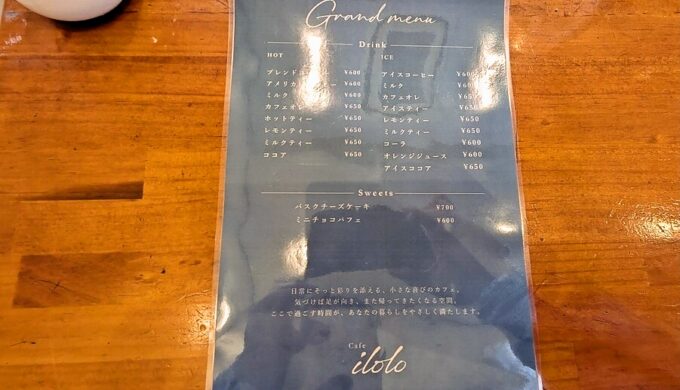 Grand menu
Drink
HOT
ブレンドコーヒー ¥600
アメリカ ¥600
ミルク ¥600
カフェオレ ¥650
ホットティー ¥650
レモンティー ¥650
ミルクティー ¥650
ココア ¥650
ICE
アイスコーヒー ¥600
ミルク
カフェオレ ¥650
アイスティー ¥650
レモンティー ¥650
ミルクティー ¥650
コーラ ¥600
オレンジジュース ¥600
アイスココア ¥650
Sweets
バスクチーズケーキ ¥700
ミニチョコパフェ ¥600
日常にそっと彩りを添える、小さな喜びのカフェ。
気づけば足が向き、また帰ってきたくなる空間。
ここで過ごす時間が、あなたの暮らしをやさしく満たします。
Cafe
ilolo